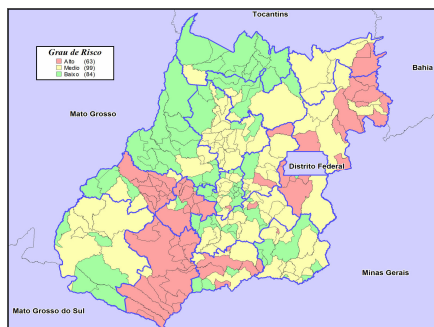 Tocantins
Grau de Risco
Alto (63)
Medio (99)
Baixo (84)
Bahia
Mato Grosso
Distrito Federal
Minas Gerais
Mato Grosso do Sul